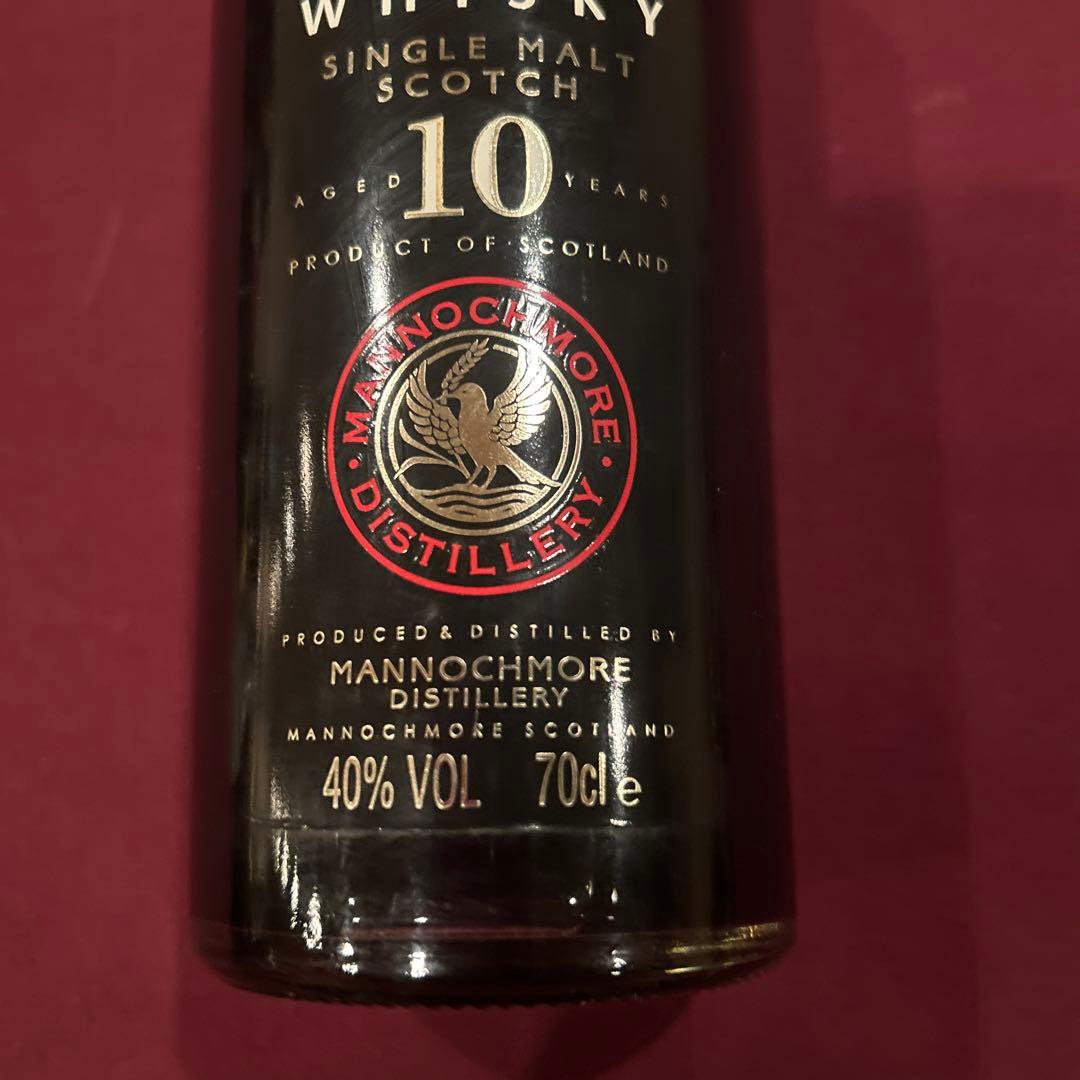 WHISKY
SINGLE MALT
SCOTCH
AGED 10 YEARS
PRODUCT OF SCOTLAND
MANNOCHMORE
• DISTILLERY •
PRODUCED & DISTILLED BY
MANNOCHMORE
DISTILLERY
MANNOCHMORE SCOTLAND
40% VOL 70cl e